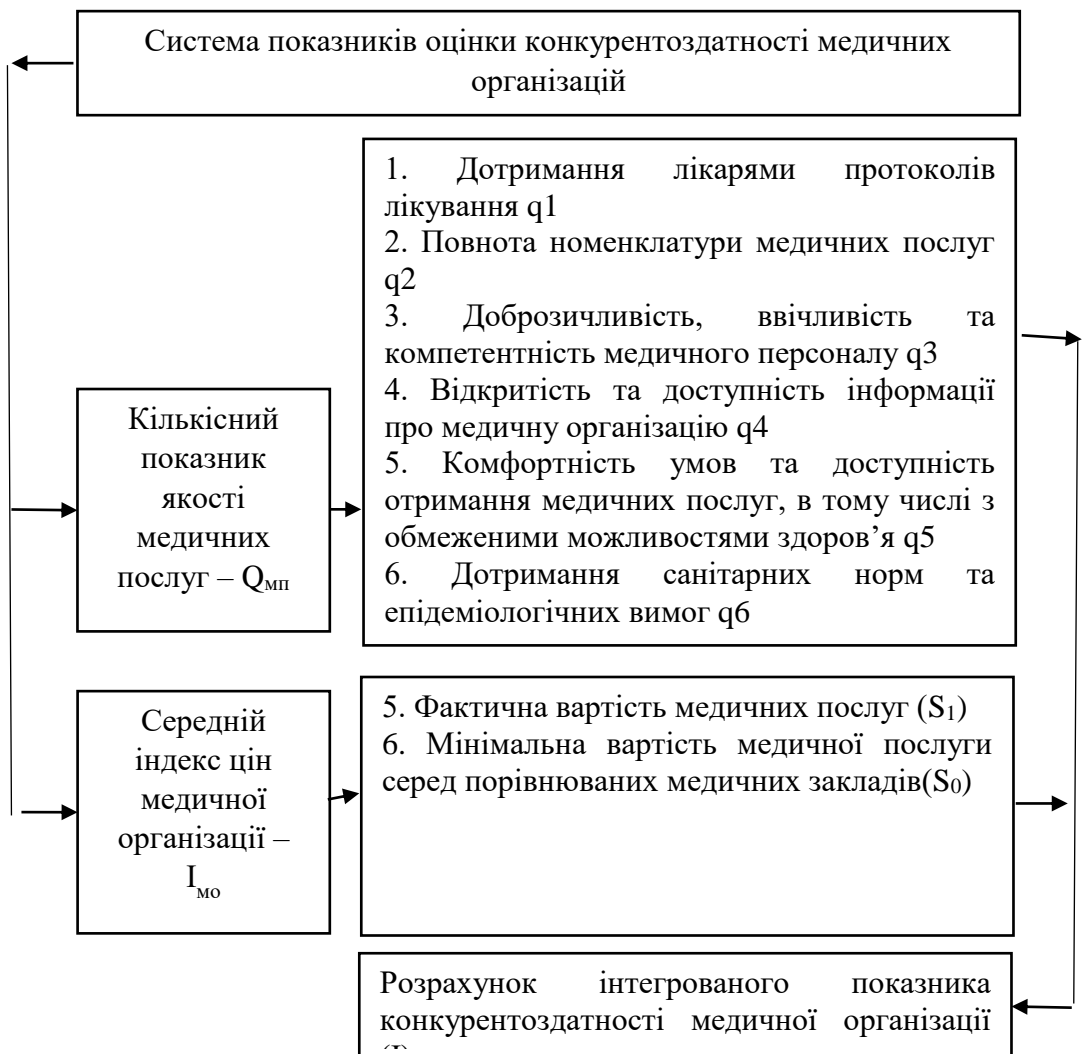 Система показників оцінки конкурентоздатності медичних
організацій
1. Дотримання лікарями протоколів
лікування q1
2. Повнота номенклатури медичних послуг
q2
3. Доброзичливість, ввічливість та
компетентність медичного персоналу q3
4. Відкритість та доступність інформації
про медичну організацію q4
5. Комфортність умов та доступність
отримання медичних послуг, в тому числі з
обмеженими можливостями здоров’я q5
6. Дотримання санітарних норм та
епідеміологічних вимог q6
Кількісний
показник
якості
медичних
послуг – Qмп
Середній
індекс цін
медичної
організації –
Iмо
5. Фактична вартість медичних послуг (S1)
6. Мінімальна вартість медичної послуги
серед порівнюваних медичних закладів(S0)
Розрахунок інтегрованого показника
конкурентоздатності медичної організації